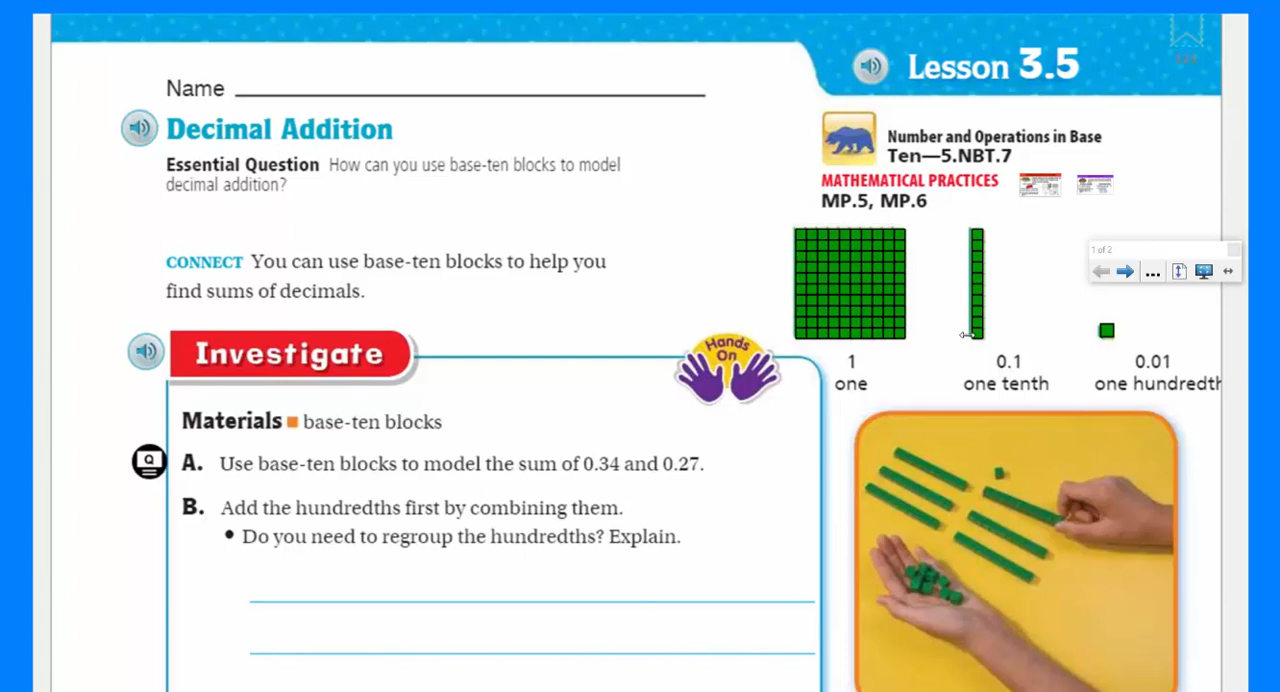 Lesson 3.5
Name
Decimal Addition
Essential Question How can you use base-ten blocks to model
decimal addition?
Number and Operations in Base
Ten—5.NBT.7
MATHEMATICAL PRACTICES
MP.5, MP.6
CONNECT You can use base-ten blocks to help you
find sums of decimals.
1 of 2
...
1
one
0.1
one tenth
0.01
one hundredth
Investigate
Hands
On
Materials ■ base-ten blocks
Q
A. Use base-ten blocks to model the sum of 0.34 and 0.27.
B. Add the hundredths first by combining them.
• Do you need to regroup the hundredths? Explain.